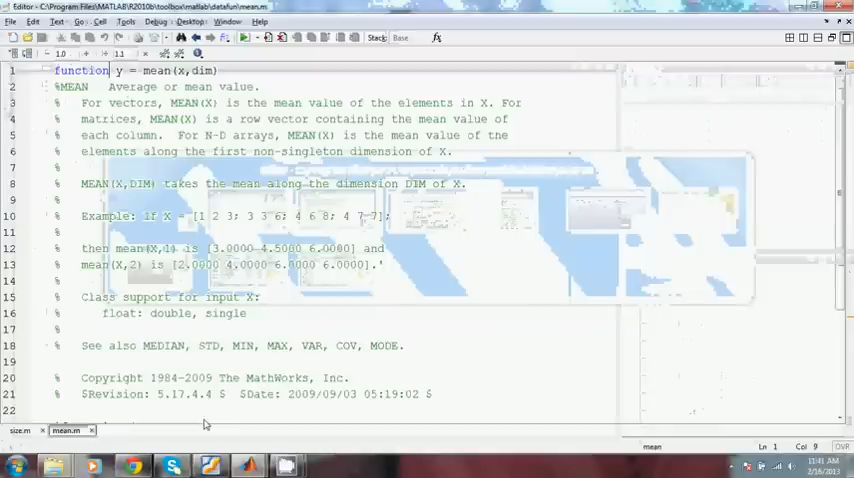 Editor - C:\Program Files\MATLAB\R2010b\toolbox\matlab\datafun\mean.m
File Edit Text Go Cell Tools Debug Desktop Window Help
Stack: Base fx
1.0 + ÷ 1.1 ×
1 function y = mean(x,dim)
2 %MEAN Average or mean value.
3 % For vectors, MEAN(X) is the mean value of the elements in X. For
4 % matrices, MEAN(X) is a row vector containing the mean value of
5 % each column. For N-D arrays, MEAN(X) is the mean value of the
6 % elements along the first non-singleton dimension of X.
7 %
8 % MEAN(X,DIM) takes the mean along the dimension DIM of X.
9 %
10 % Example: If X = [1 2 3; 3 3 6; 4 6 8; 4 7 7];
11 %
12 % then mean(X,1) is [3.0000 4.5000 6.0000] and
13 % mean(X,2) is [2.0000 4.0000 6.0000 6.0000].'
14 %
15 % Class support for input X:
16 % float: double, single
17 %
18 % See also MEDIAN, STD, MIN, MAX, VAR, COV, MODE.
19
20 % Copyright 1984-2009 The MathWorks, Inc.
21 % $Revision: 5.17.4.4 $ $Date: 2009/09/03 05:19:02 $
22
size.m × mean.m ×
mean Ln 1 Col 9 OVR
11:41 AM
2/16/2013